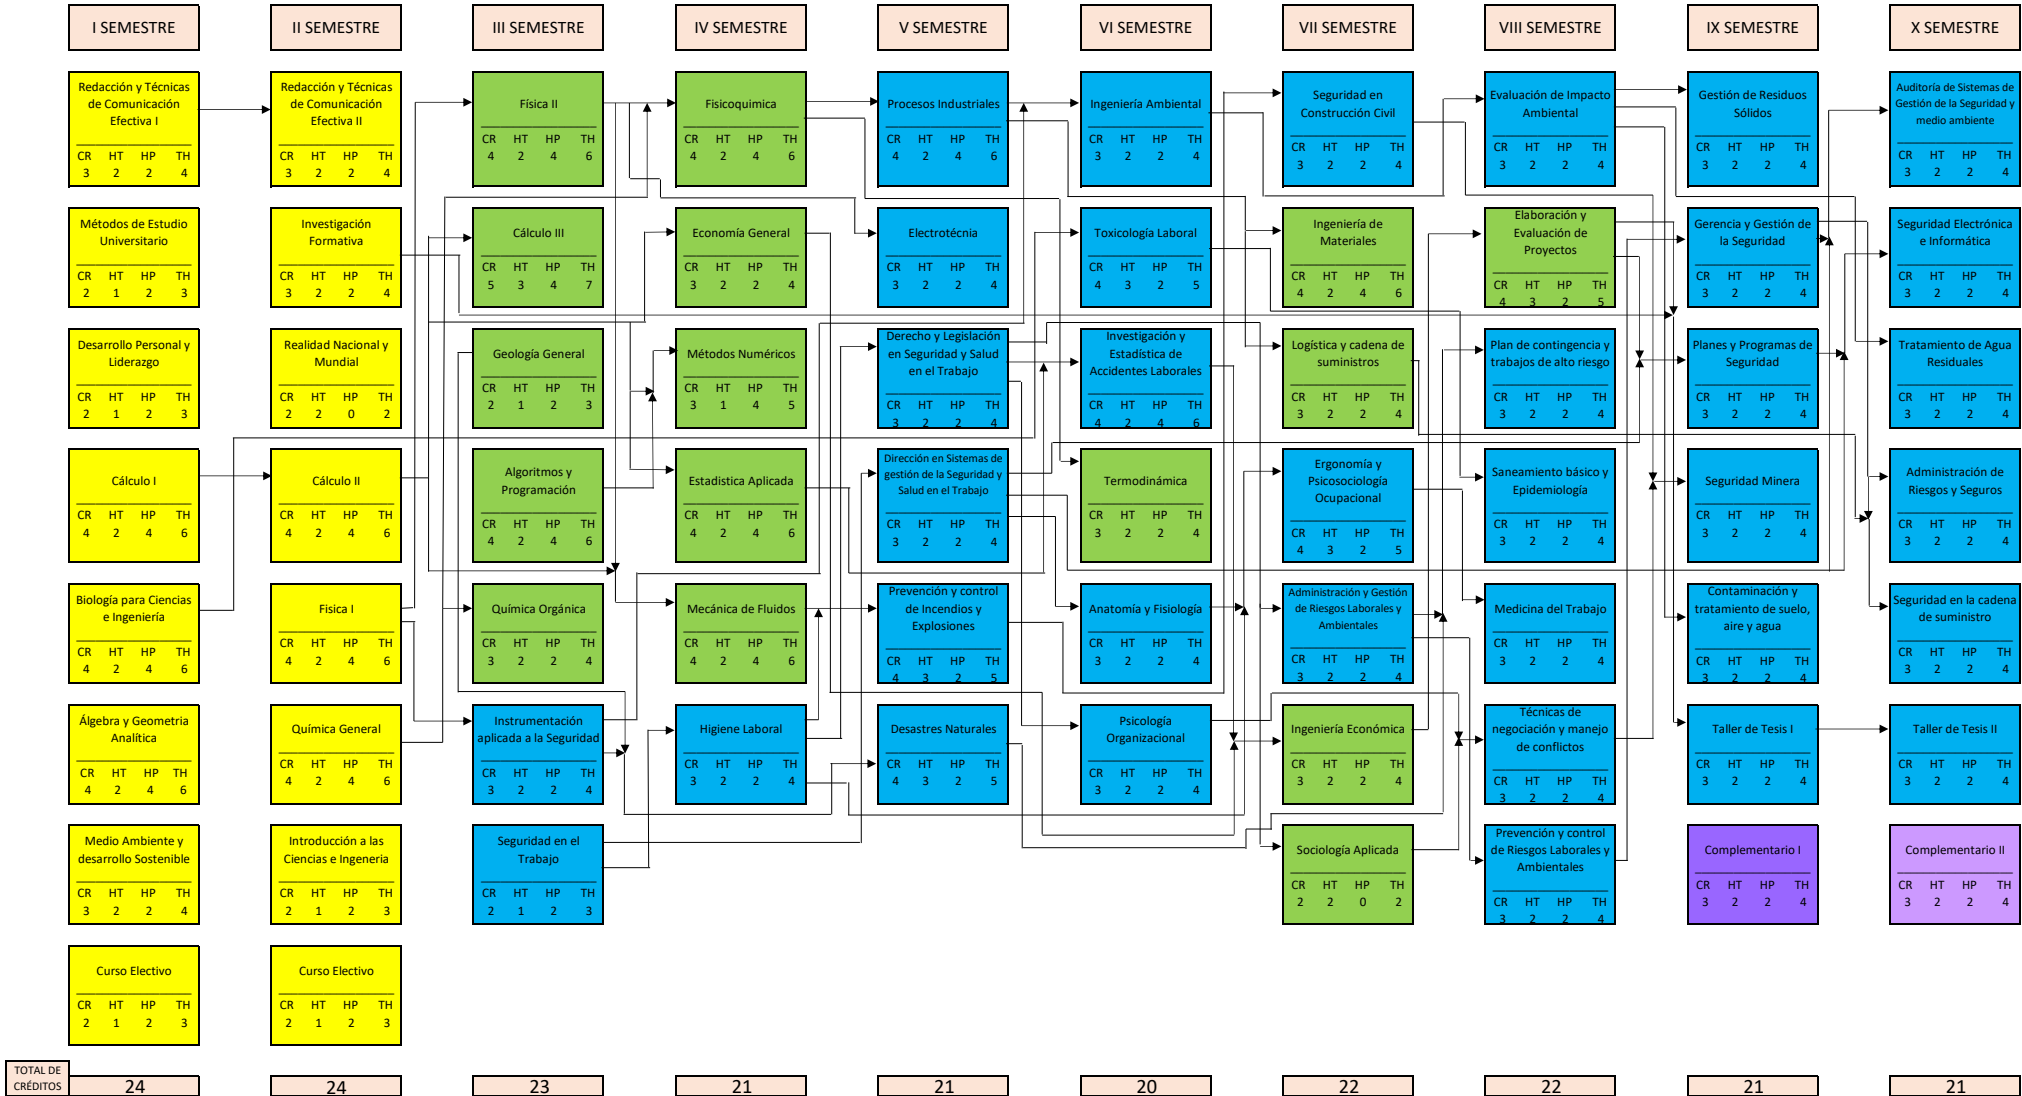 I SEMESTRE
II SEMESTRE
III SEMESTRE
IV SEMESTRE
V SEMESTRE
VI SEMESTRE
VII SEMESTRE
VIII SEMESTRE
IX SEMESTRE
X SEMESTRE
Redacción y Técnicas
de Comunicación
Efectiva I
CR HT HP TH
3 2 2 4
Métodos de Estudio
Universitario
CR HT HP TH
2 1 2 3
Desarrollo Personal y
Liderazgo
CR HT HP TH
2 1 2 3
Cálculo I
CR HT HP TH
4 2 4 6
Biología para Ciencias
e Ingeniería
CR HT HP TH
4 2 4 6
Álgebra y Geometria
Analítica
CR HT HP TH
4 2 4 6
Medio Ambiente y
desarrollo Sostenible
CR HT HP TH
3 2 2 4
Curso Electivo
CR HT HP TH
2 1 2 3
Redacción y Técnicas
de Comunicación
Efectiva II
CR HT HP TH
3 2 2 4
Investigación
Formativa
CR HT HP TH
3 2 2 4
Realidad Nacional y
Mundial
CR HT HP TH
2 2 0 2
Cálculo II
CR HT HP TH
4 2 4 6
Fisica I
CR HT HP TH
4 2 4 6
Química General
CR HT HP TH
4 2 4 6
Introducción a las
Ciencias e Ingeneria
CR HT HP TH
2 1 2 3
Curso Electivo
CR HT HP TH
2 1 2 3
Física II
CR HT HP TH
4 2 4 6
Cálculo III
CR HT HP TH
5 3 4 7
Geología General
CR HT HP TH
2 1 2 3
Algoritmos y
Programación
CR HT HP TH
4 2 4 6
Química Orgánica
CR HT HP TH
3 2 2 4
Instrumentación
aplicada a la Seguridad
CR HT HP TH
3 2 2 4
Seguridad en el
Trabajo
CR HT HP TH
2 1 2 3
Fisicoquimica
CR HT HP TH
4 2 4 6
Economía General
CR HT HP TH
3 2 2 4
Métodos Numéricos
CR HT HP TH
3 1 4 5
Estadistica Aplicada
CR HT HP TH
4 2 4 6
Mecánica de Fluidos
CR HT HP TH
4 2 4 6
Higiene Laboral
CR HT HP TH
3 2 2 4
Procesos Industriales
CR HT HP TH
4 2 4 6
Electrotécnia
CR HT HP TH
3 2 2 4
Derecho y Legislación
en Seguridad y Salud
en el Trabajo
CR HT HP TH
3 2 2 4
Dirección en Sistemas de
gestión de la Seguridad y
Salud en el Trabajo
CR HT HP TH
3 2 2 4
Prevención y control
de Incendios y
Explosiones
CR HT HP TH
4 3 2 5
Desastres Naturales
CR HT HP TH
4 3 2 5
Ingeniería Ambiental
CR HT HP TH
3 2 2 4
Toxicología Laboral
CR HT HP TH
4 3 2 5
Investigación y
Estadística de
Accidentes Laborales
CR HT HP TH
4 2 4 6
Termodinámica
CR HT HP TH
3 2 2 4
Anatomía y Fisiología
CR HT HP TH
3 2 2 4
Psicología
Organizacional
CR HT HP TH
3 2 2 4
Seguridad en
Construcción Civil
CR HT HP TH
3 2 2 4
Ingeniería de
Materiales
CR HT HP TH
4 2 4 6
Logística y cadena de
suministros
CR HT HP TH
3 2 2 4
Ergonomía y
Psicosociología
Ocupacional
CR HT HP TH
4 3 2 5
Administración y Gestión
de Riesgos Laborales y
Ambientales
CR HT HP TH
3 2 2 4
Ingeniería Económica
CR HT HP TH
3 2 2 4
Sociología Aplicada
CR HT HP TH
2 2 0 2
Evaluación de Impacto
Ambiental
CR HT HP TH
3 2 2 4
Elaboración y
Evaluación de
Proyectos
CR HT HP TH
4 3 2 5
Plan de contingencia y
trabajos de alto riesgo
CR HT HP TH
3 2 2 4
Saneamiento básico y
Epidemiología
CR HT HP TH
3 2 2 4
Medicina del Trabajo
CR HT HP TH
3 2 2 4
Técnicas de
negociación y manejo
de conflictos
CR HT HP TH
3 2 2 4
Prevención y control
de Riesgos Laborales y
Ambientales
CR HT HP TH
3 2 2 4
Gestión de Residuos
Sólidos
CR HT HP TH
3 2 2 4
Gerencia y Gestión de
la Seguridad
CR HT HP TH
3 2 2 4
Planes y Programas de
Seguridad
CR HT HP TH
3 2 2 4
Seguridad Minera
CR HT HP TH
3 2 2 4
Contaminación y
tratamiento de suelo,
aire y agua
CR HT HP TH
3 2 2 4
Taller de Tesis I
CR HT HP TH
3 2 2 4
Complementario I
CR HT HP TH
3 2 2 4
Auditoría de Sistemas de
Gestión de la Seguridad y
medio ambiente
CR HT HP TH
3 2 2 4
Seguridad Electrónica
e Informática
CR HT HP TH
3 2 2 4
Tratamiento de Agua
Residuales
CR HT HP TH
3 2 2 4
Administración de
Riesgos y Seguros
CR HT HP TH
3 2 2 4
Seguridad en la cadena
de suministro
CR HT HP TH
3 2 2 4
Taller de Tesis II
CR HT HP TH
3 2 2 4
Complementario II
CR HT HP TH
3 2 2 4
TOTAL DE
CRÉDITOS
24 24 23 21 21 20 22 22 21 21